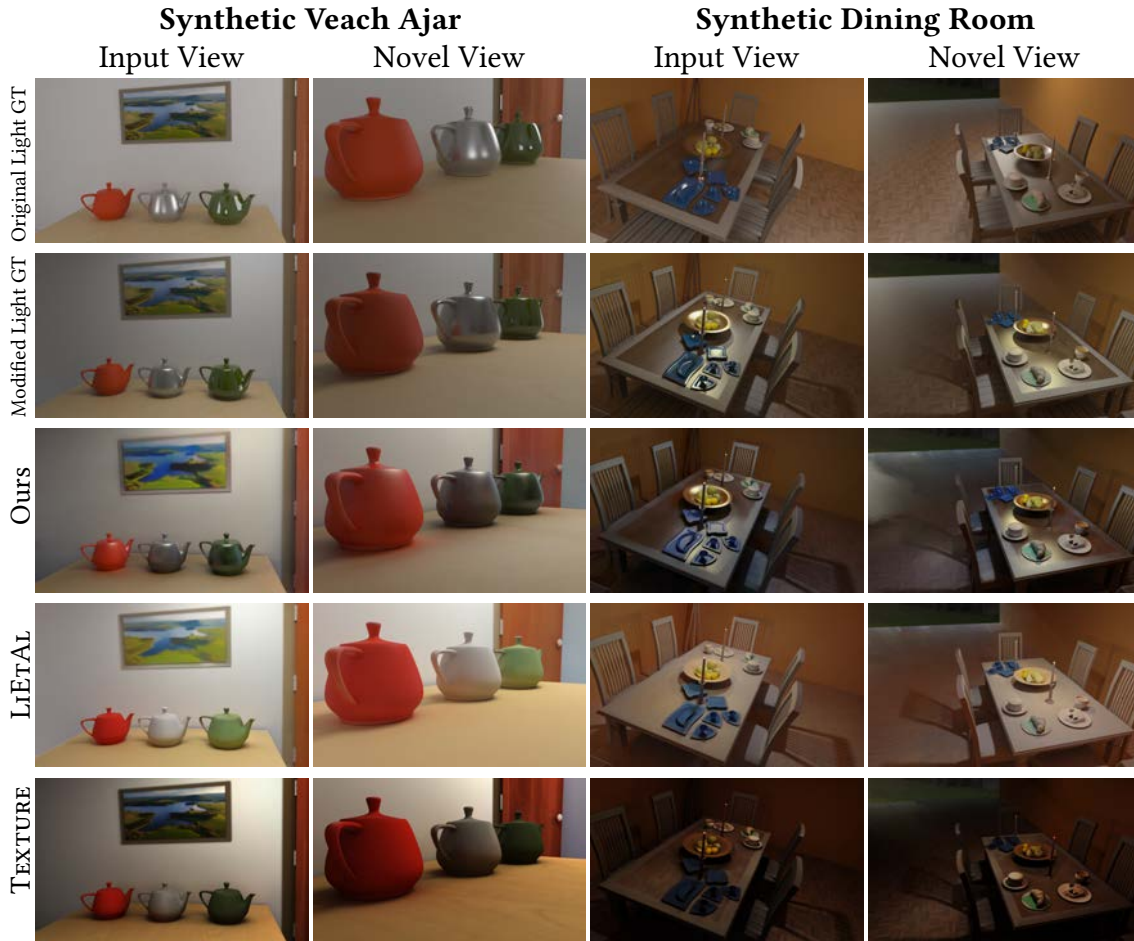 Synthetic Veach Ajar
Synthetic Dining Room
Input View
Novel View
Input View
Novel View
Original Light GT
Modified Light GT
Ours
LiEtAl
Texture